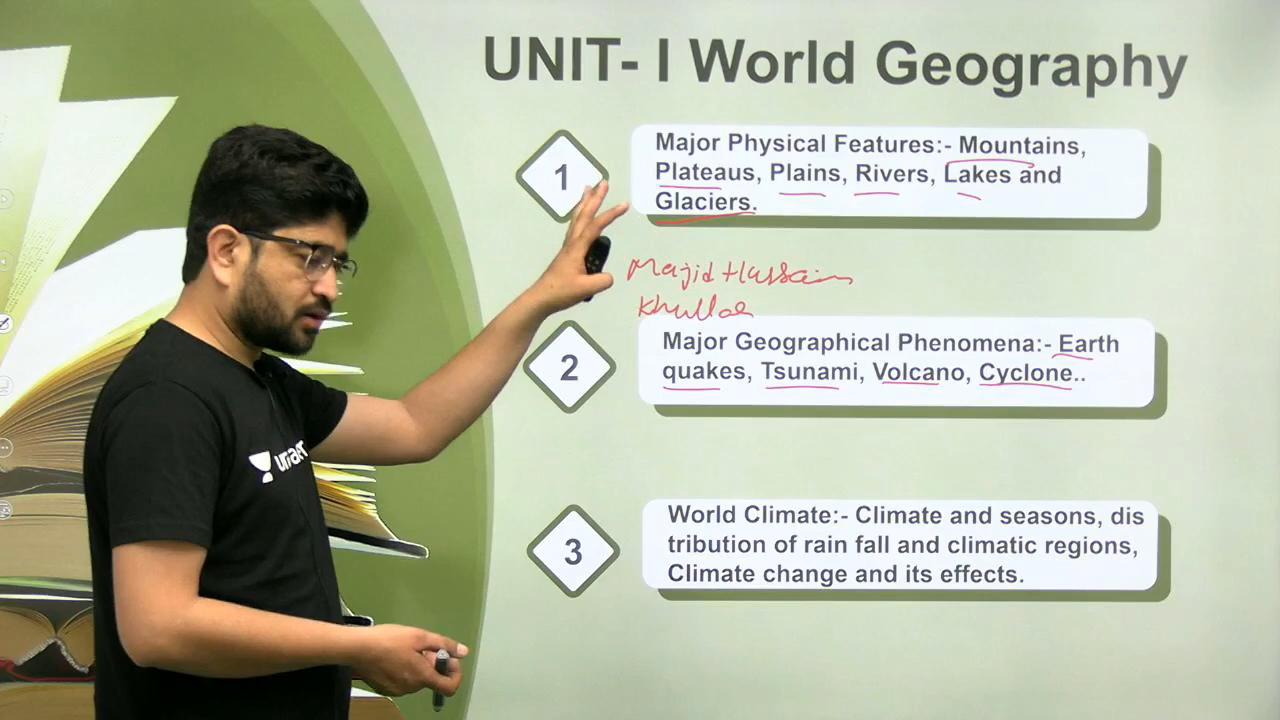 UNIT- I World Geography
1
Major Physical Features:- Mountains,
Plateaus, Plains, Rivers, Lakes and
Glaciers.
Majid Hussain
Khullar
2
Major Geographical Phenomena:- Earth
quakes, Tsunami, Volcano, Cyclone..
3
World Climate:- Climate and seasons, dis
tribution of rain fall and climatic regions,
Climate change and its effects.